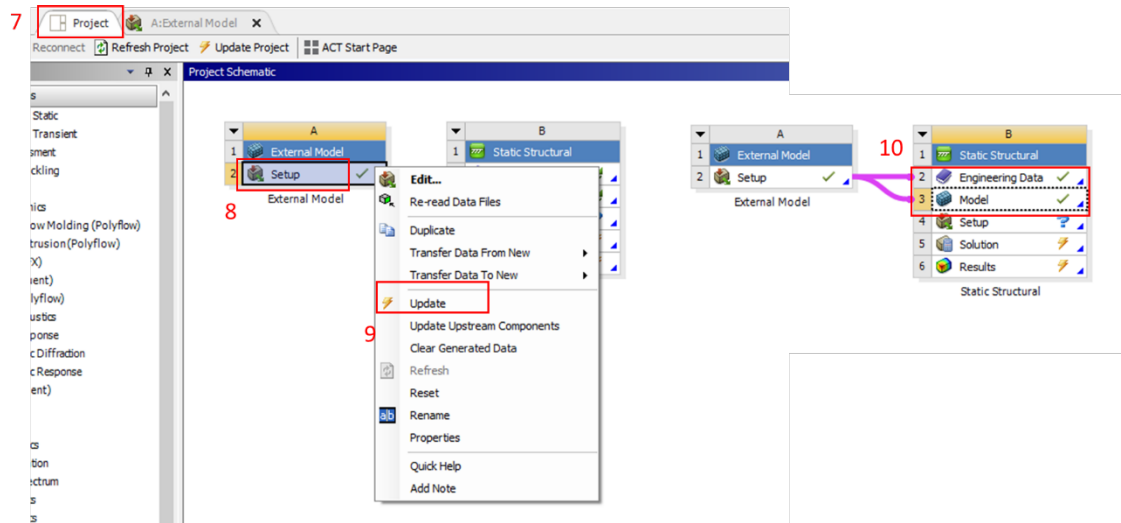 7 Project A:External Model
Reconnect Refresh Project Update Project ACT Start Page
Project Schematic
s
Static
Transient
sment
ckling
nics
ow Molding (Polyflow)
trusion(Polyflow)
X)
ent)
lyflow)
ustics
ponse
c Diffraction
c Response
ent)
cs
tion
ectrum
s
s
A
1 External Model
2 Setup
External Model
8
B
1 Static Structural
Edit...
Re-read Data Files
Duplicate
Transfer Data From New
Transfer Data To New
Update
9
Update Upstream Components
Clear Generated Data
Refresh
Reset
Rename
Properties
Quick Help
Add Note
A
1 External Model
2 Setup
External Model
10
B
1 Static Structural
2 Engineering Data
3 Model
4 Setup
5 Solution
6 Results
Static Structural